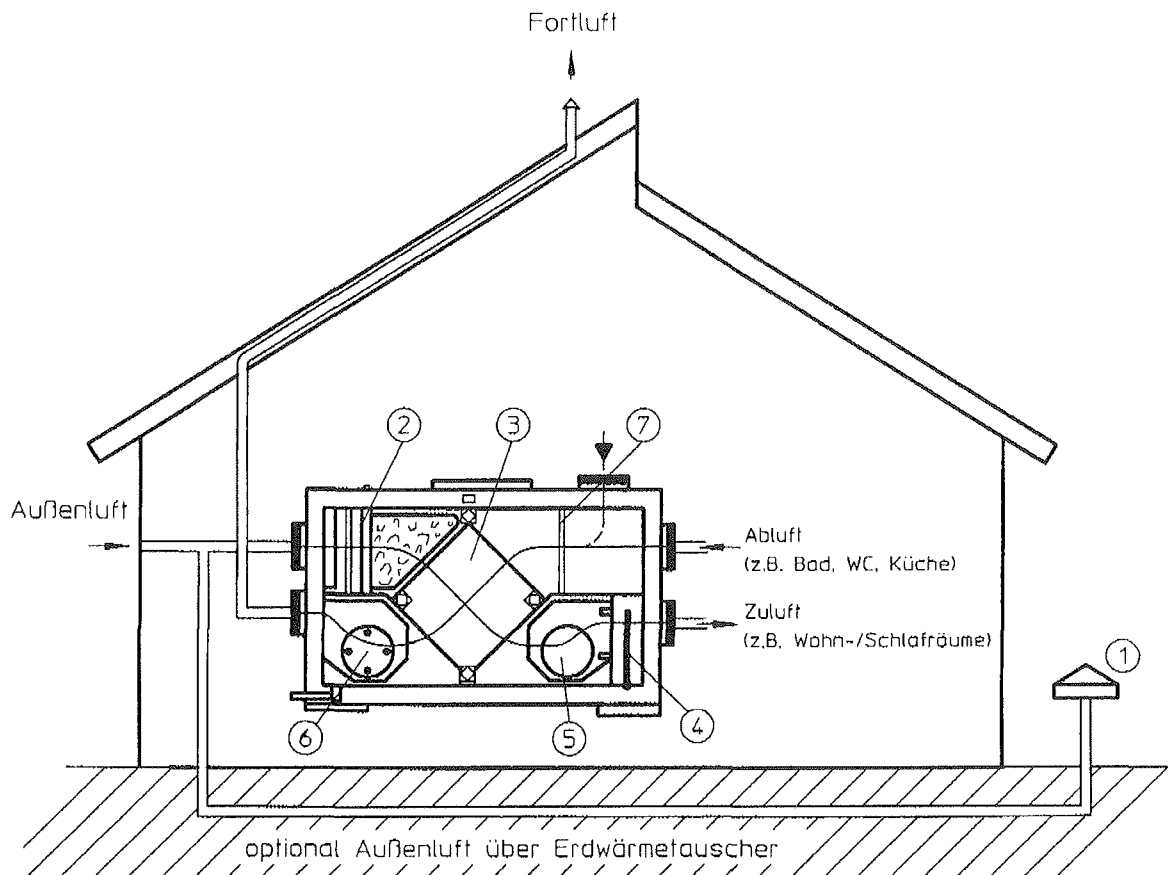 Fortluft
2
3
7
Außenluft
Abluft
(z.B. Bad, WC, Küche)
Zuluft
(z.B. Wohn-/Schlafräume)
1
6
5
4
optional Außenluft über Erdwärmetauscher